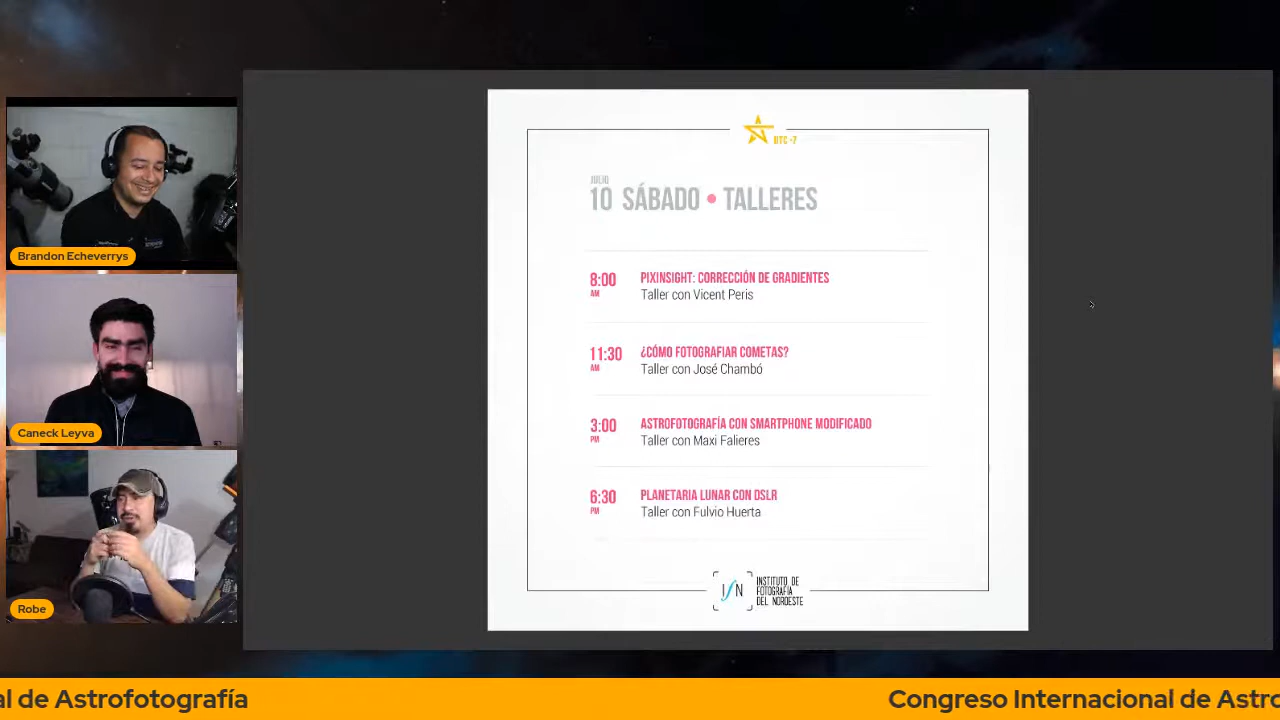 Brandon Echeverrys
Caneck Leyva
Robe
UTC -7
JULIO
10 SÁBADO • TALLERES
8:00 AM
PIXINSIGHT: CORRECCIÓN DE GRADIENTES
Taller con Vicent Peris
11:30 AM
¿CÓMO FOTOGRAFIAR COMETAS?
Taller con José Chambó
3:00 PM
ASTROFOTOGRAFÍA CON SMARTPHONE MODIFICADO
Taller con Maxi Falieres
6:30 PM
PLANETARIA LUNAR CON DSLR
Taller con Fulvio Huerta
IfN
INSTITUTO DE
FOTOGRAFÍA
DEL NOROESTE
al de Astrofotografía
Congreso Internacional de Astro